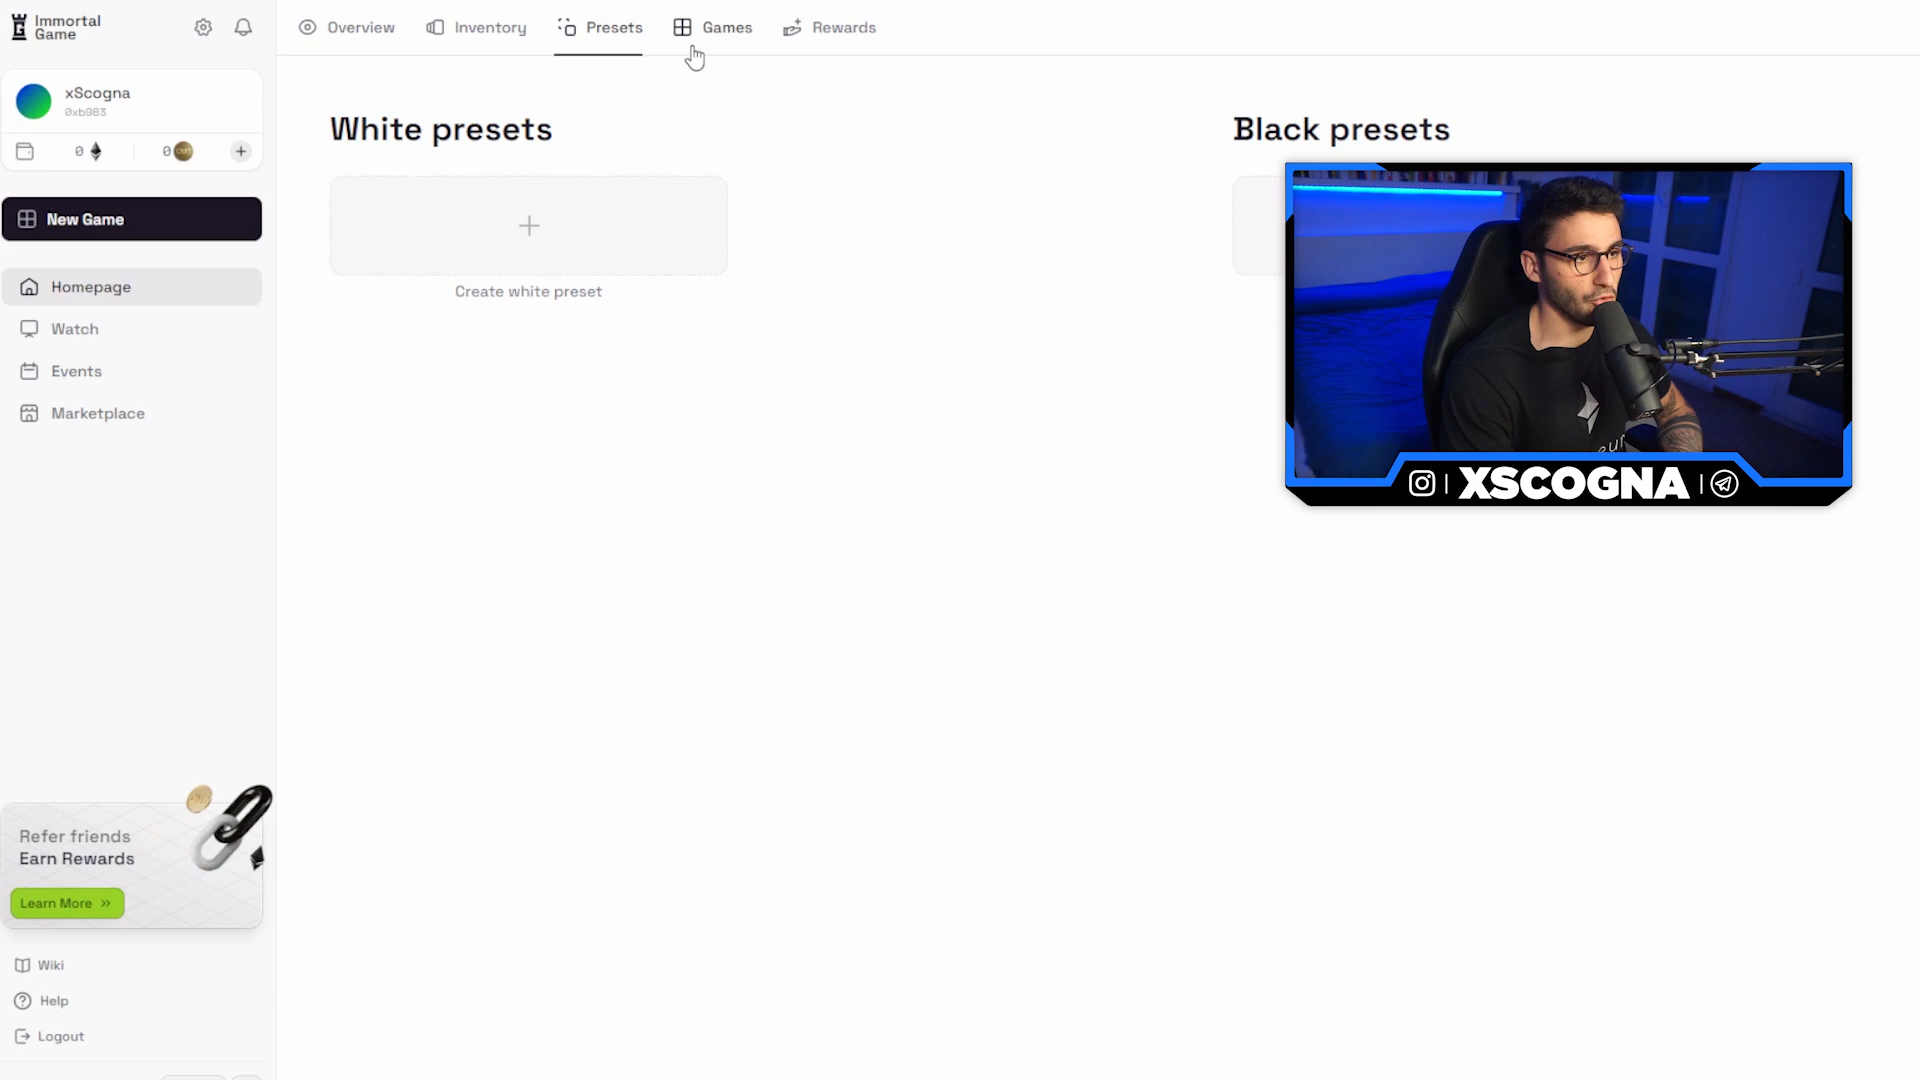 Immortal
Game
Overview
Inventory
Presets
Games
Rewards
xScogna
0xb983
0
0
New Game
Homepage
Watch
Events
Marketplace
White presets
Black presets
Create white preset
XSCOGNA
Refer friends
Earn Rewards
Learn More
Wiki
Help
Logout